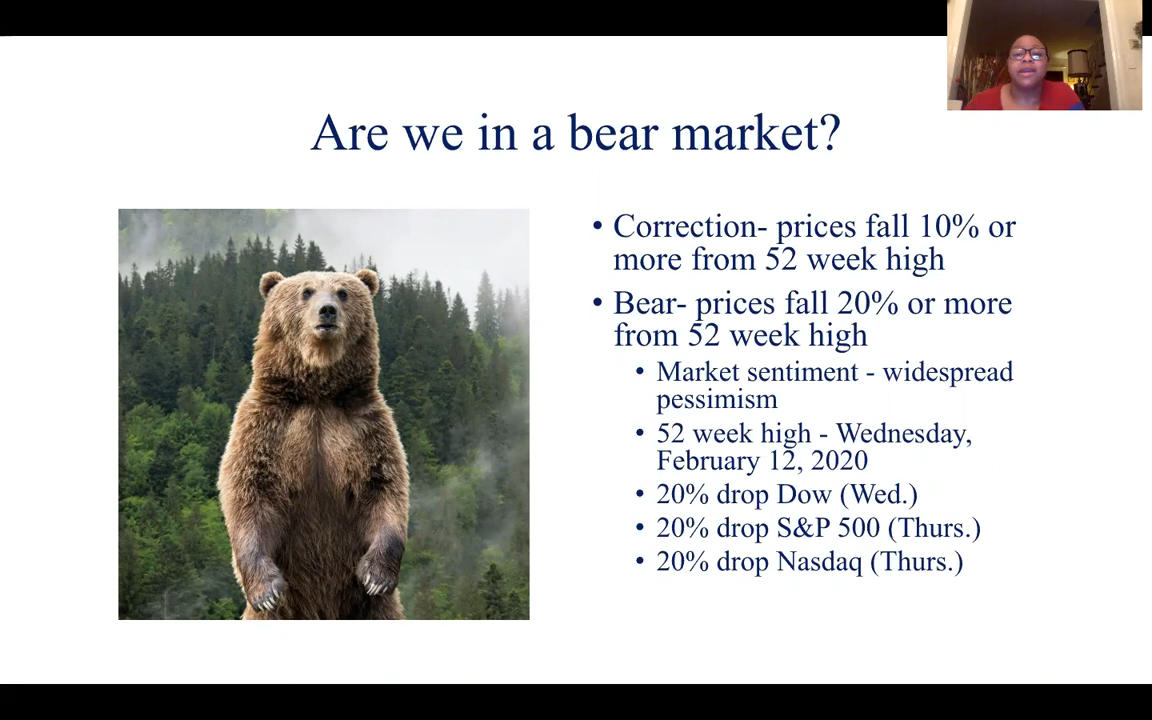 Are we in a bear market?
• Correction- prices fall 10% or
more from 52 week high
• Bear- prices fall 20% or more
from 52 week high
• Market sentiment - widespread
pessimism
• 52 week high - Wednesday,
February 12, 2020
• 20% drop Dow (Wed.)
• 20% drop S&P 500 (Thurs.)
• 20% drop Nasdaq (Thurs.)